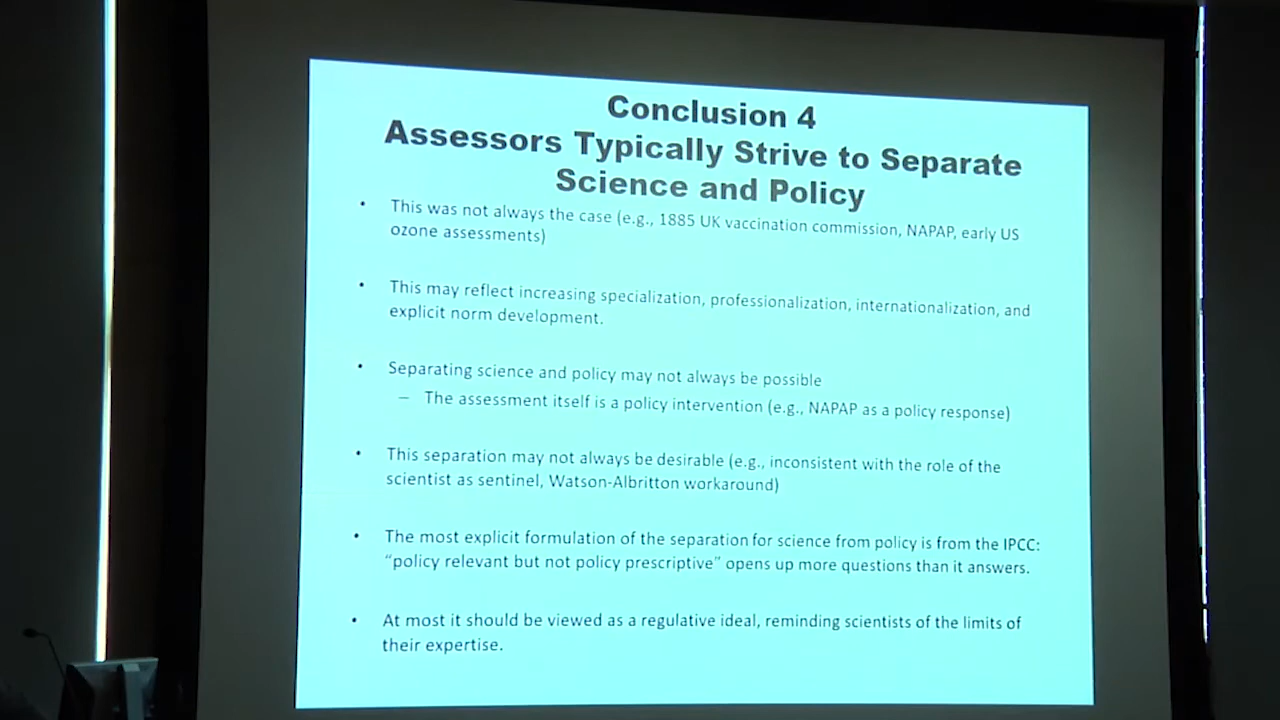 Conclusion 4
Assessors Typically Strive to Separate
Science and Policy
• This was not always the case (e.g., 1885 UK vaccination commission, NAPAP, early US
ozone assessments)
• This may reflect increasing specialization, professionalization, internationalization, and
explicit norm development.
• Separating science and policy may not always be possible
– The assessment itself is a policy intervention (e.g., NAPAP as a policy response)
• This separation may not always be desirable (e.g., inconsistent with the role of the
scientist as sentinel, Watson-Albritton workaround)
• The most explicit formulation of the separation for science from policy is from the IPCC:
“policy relevant but not policy prescriptive” opens up more questions than it answers.
• At most it should be viewed as a regulative ideal, reminding scientists of the limits of
their expertise.